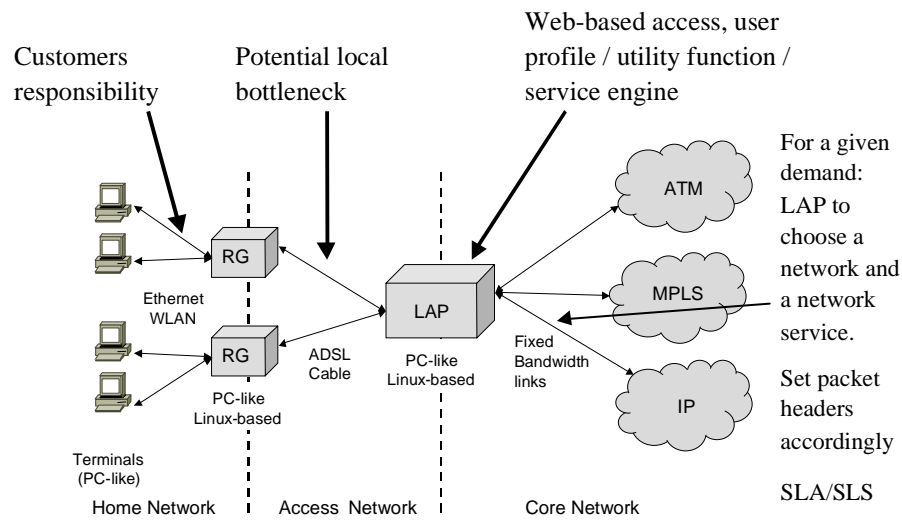 Customers
responsibility
Potential local
bottleneck
Web-based access, user
profile / utility function /
service engine
For a given
demand:
LAP to
choose a
network and
a network
service.
Set packet
headers
accordingly
SLA/SLS
RG
RG
LAP
ATM
MPLS
IP
Ethernet
WLAN
ADSL
Cable
PC-like
Linux-based
PC-like
Linux-based
Fixed
Bandwidth
links
Terminals
(PC-like)
Home Network
Access Network
Core Network